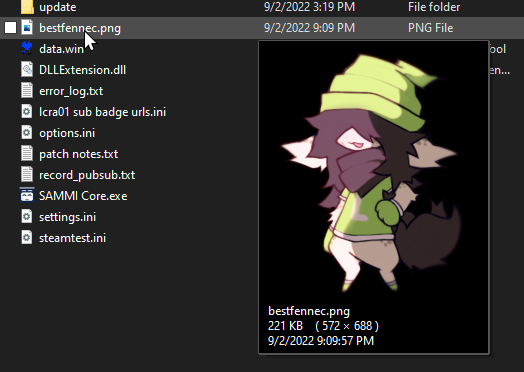 update 9/2/2022 3:19 PM File folder
bestfennec.png 9/2/2022 9:09 PM PNG File
data.win ool
DLLExtension.dll en...
error_log.txt
lcra01 sub badge urls.ini
options.ini
patch notes.txt
record_pubsub.txt
SAMMI Core.exe
settings.ini
steamtest.ini
bestfennec.png
221 KB ( 572 × 688 )
9/2/2022 9:09:57 PM